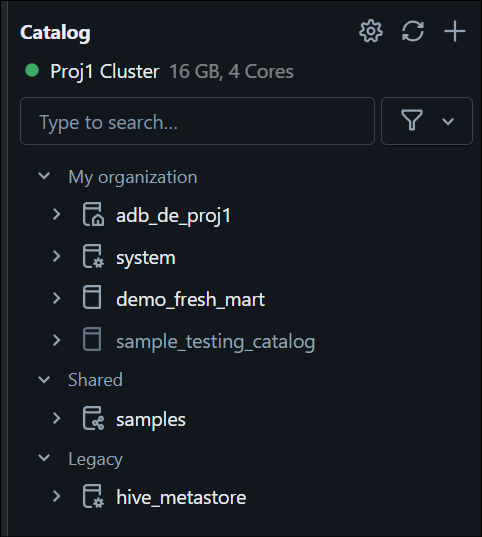 Catalog
Proj1 Cluster 16 GB, 4 Cores
Type to search...
My organization
adb_de_proj1
system
demo_fresh_mart
sample_testing_catalog
Shared
samples
Legacy
hive_metastore